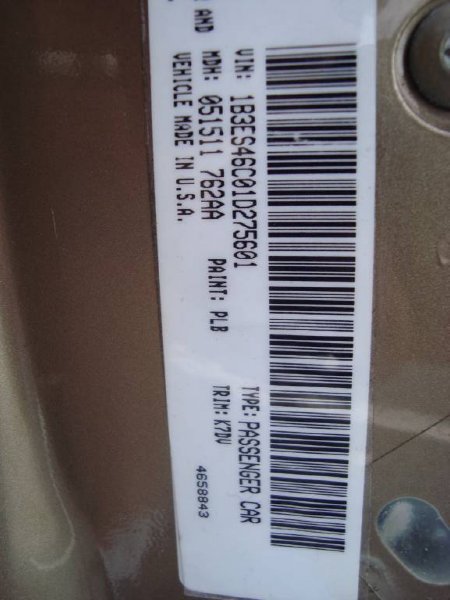 AND
VIN: 1B3ES46C01D275601 TYPE: PASSENGER CAR
MDH: 051511 762AA PAINT: PLB TRIM: K7DV
VEHICLE MADE IN U.S.A. 4658843